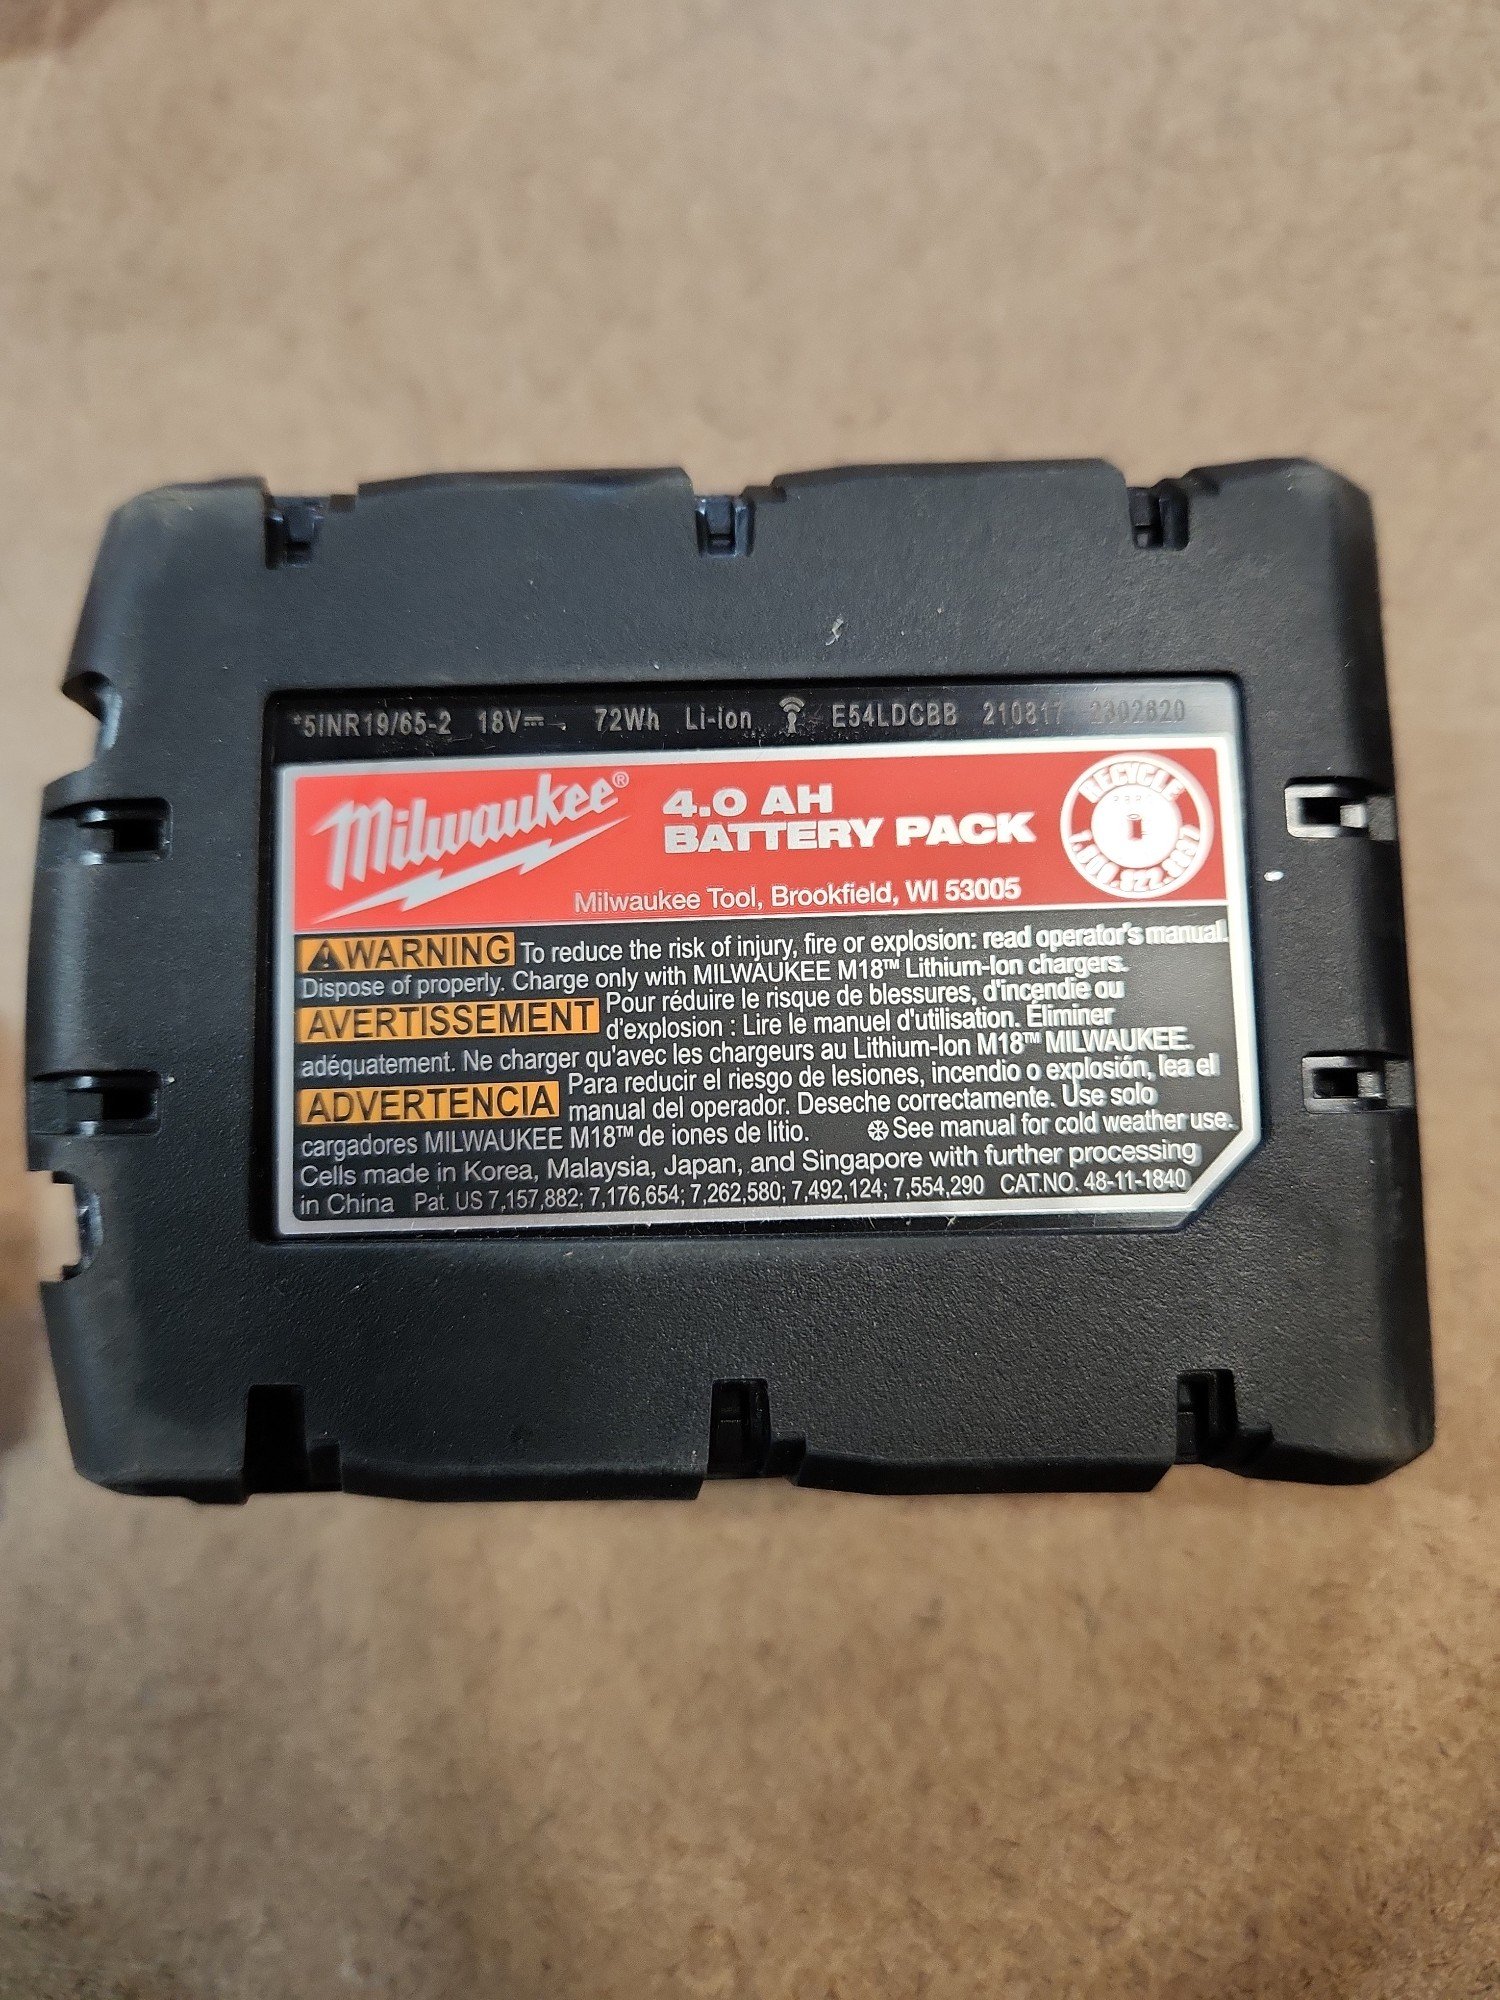 *5INR19/65-2 18V 72Wh Li-ion E54LDCBB 210817 2302620
Milwaukee®
4.0 AH
BATTERY PACK
RECYCLE
1.800.822.8837
Milwaukee Tool, Brookfield, WI 53005
WARNING To reduce the risk of injury, fire or explosion: read operator's manual.
Dispose of properly. Charge only with MILWAUKEE M18™ Lithium-Ion chargers.
AVERTISSEMENT Pour réduire le risque de blessures, d'incendie ou
d'explosion : Lire le manuel d'utilisation. Éliminer
adéquatement. Ne charger qu'avec les chargeurs au Lithium-Ion M18™ MILWAUKEE.
ADVERTENCIA Para reducir el riesgo de lesiones, incendio o explosión, lea el
manual del operador. Deseche correctamente. Use solo
cargadores MILWAUKEE M18™ de iones de litio. See manual for cold weather use.
Cells made in Korea, Malaysia, Japan, and Singapore with further processing
in China Pat. US 7,157,882; 7,176,654; 7,262,580; 7,492,124; 7,554,290 CAT.NO. 48-11-1840